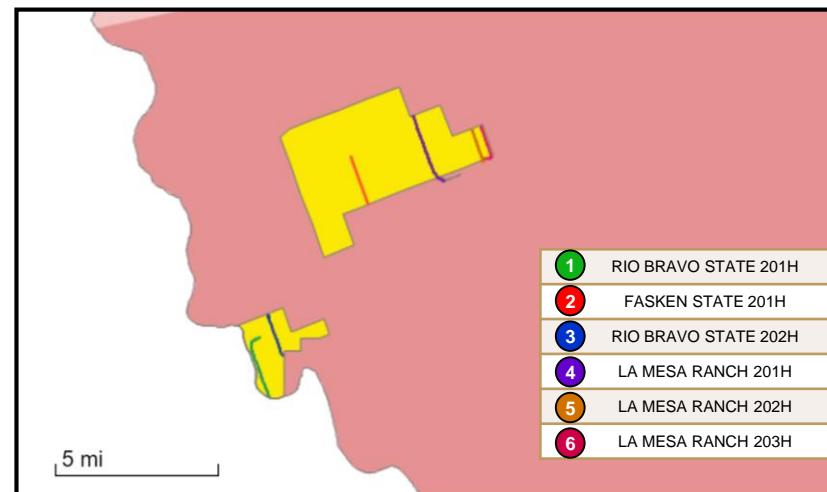 1 RIO BRAVO STATE 201H
2 FASKEN STATE 201H
3 RIO BRAVO STATE 202H
4 LA MESA RANCH 201H
5 LA MESA RANCH 202H
6 LA MESA RANCH 203H
5 mi